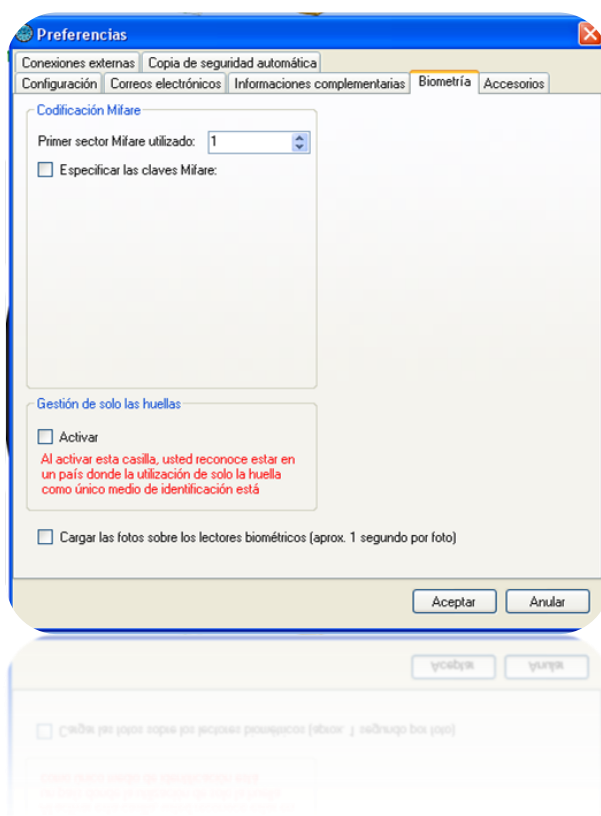 Preferencias
Conexiones externas Copia de seguridad automática
Configuración Correos electrónicos Informaciones complementarias Biometría Accesorios
Codificación Mifare
Primer sector Mifare utilizado: 1
Especificar las claves Mifare:
Gestión de solo las huellas
Activar
Al activar esta casilla, usted reconoce estar en
un país donde la utilización de solo la huella
como único medio de identificación está
Cargar las fotos sobre los lectores biométricos (aprox. 1 segundo por foto)
Aceptar Anular